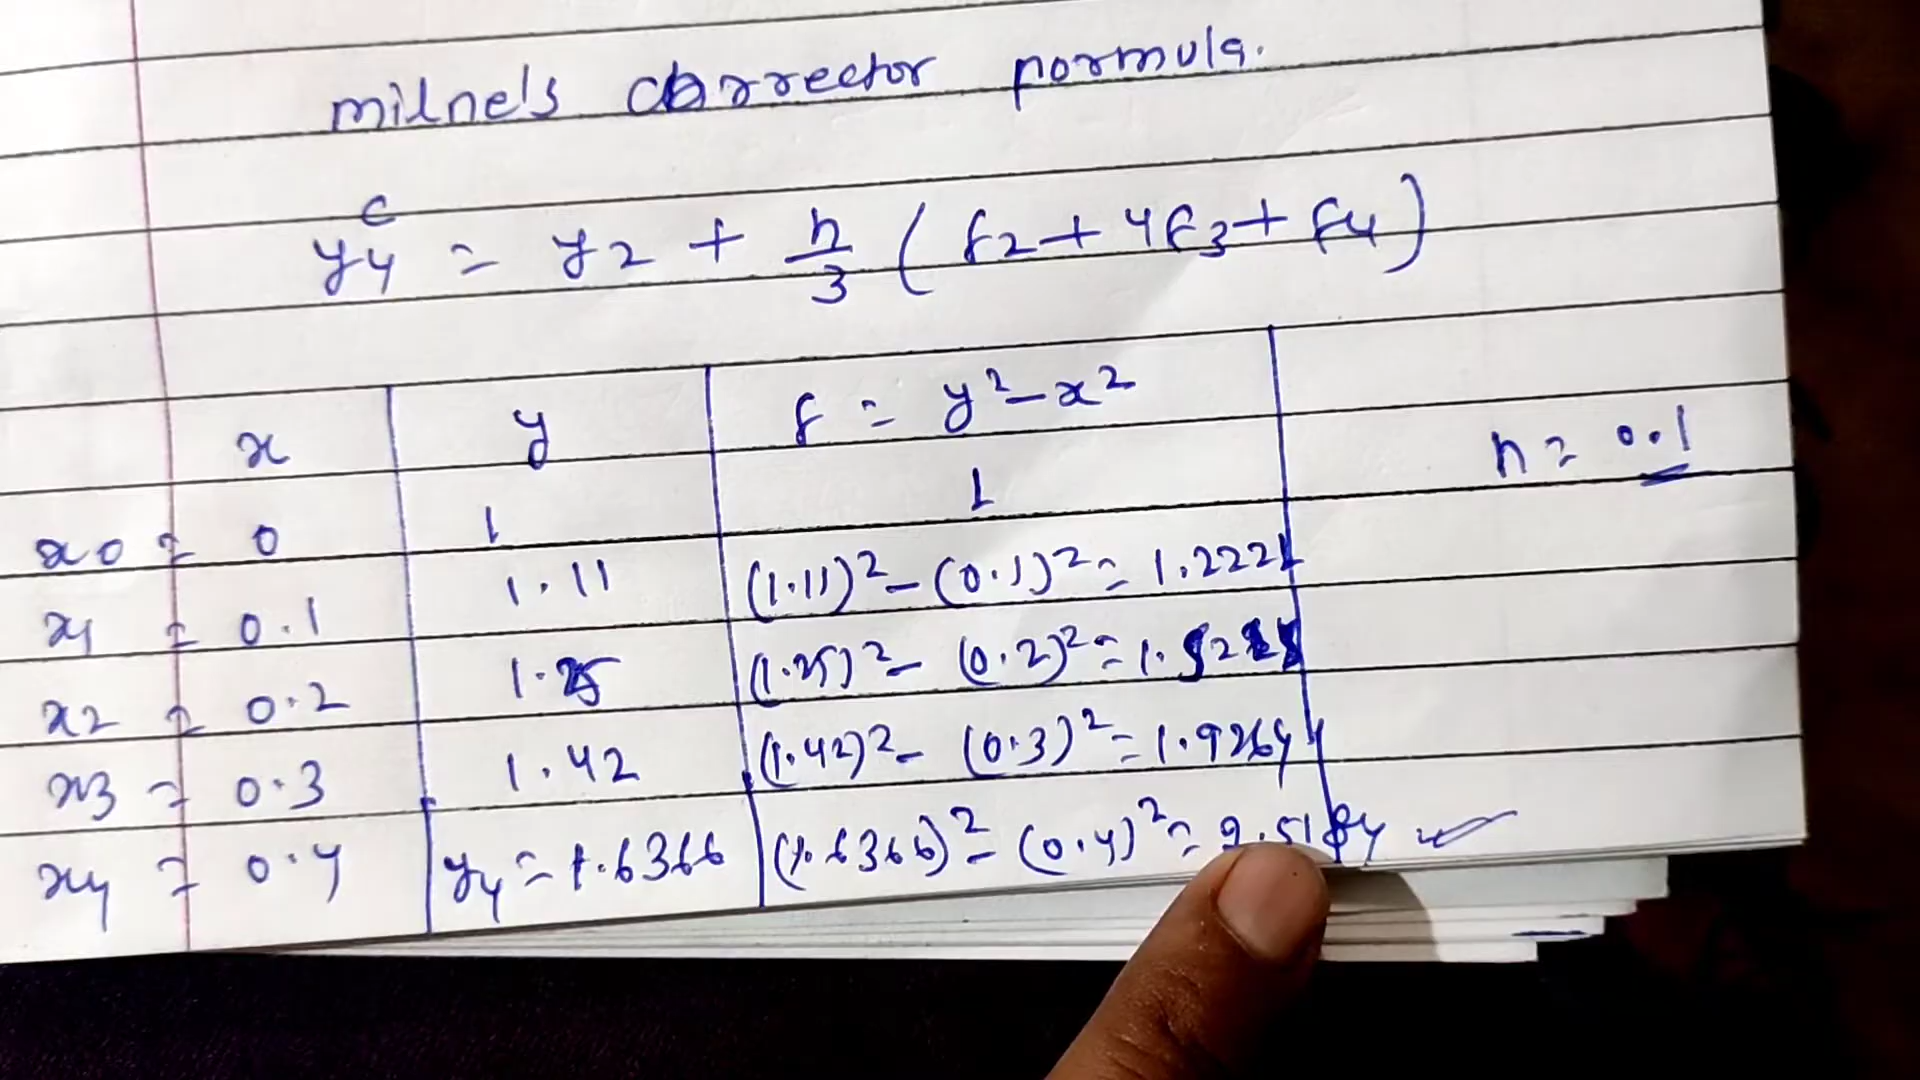 milne's corrector formula.
y4^c = y2 + h/3 (f2 + 4f3 + f4)
x y f = y² - x²
h = 0.1
x0 = 0 1 1
x1 = 0.1 1.11 (1.11)² - (0.1)² = 1.2221
x2 = 0.2 1.25 (1.25)² - (0.2)² =
x3 = 0.3 1.42 (1.42)² - (0.3)² = 1.9264
x4 = 0.4 y4 = 1.6366 (1.6366)² - (0.4)² = 2.5184